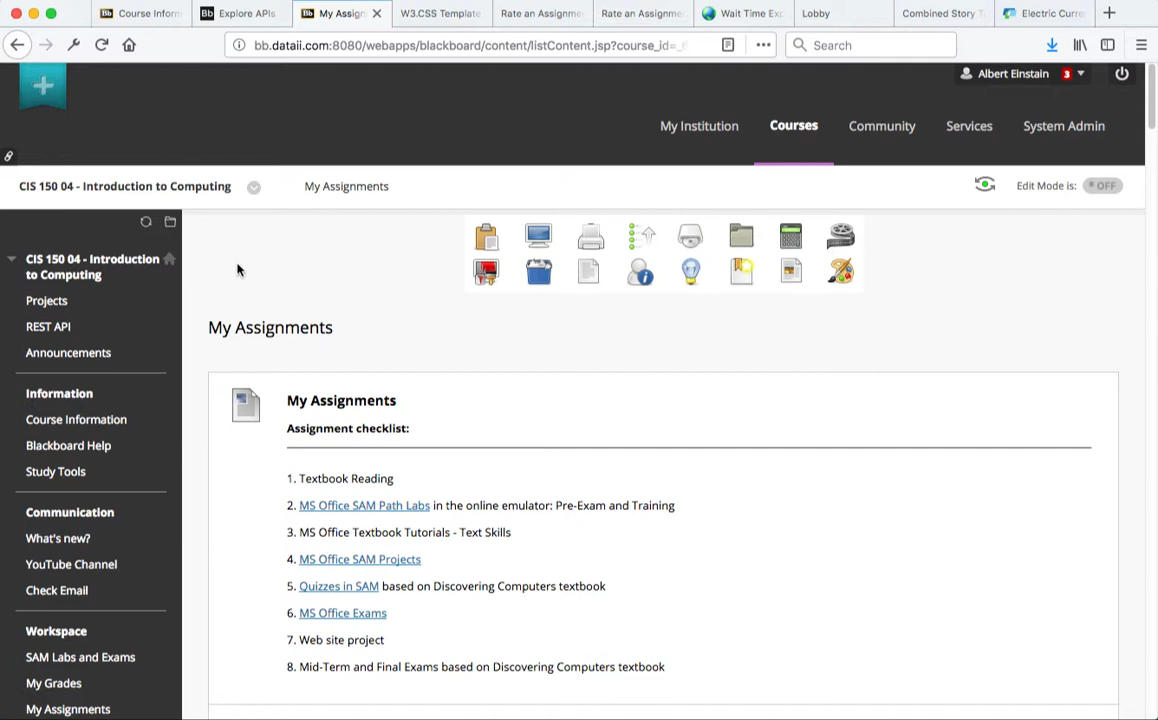 Course Inform
Explore APIs
My Assign
W3.CSS Template
Rate an Assignme
Rate an Assignme
Wait Time Exp
Lobby
Combined Story T
Electric Curre
bb.dataii.com:8080/webapps/blackboard/content/listContent.jsp?course_id=_
Search
Albert Einstain
3
My Institution
Courses
Community
Services
System Admin
CIS 150 04 - Introduction to Computing
My Assignments
Edit Mode is:
OFF
CIS 150 04 - Introduction
to Computing
Projects
REST API
Announcements
Information
Course Information
Blackboard Help
Study Tools
Communication
What's new?
YouTube Channel
Check Email
Workspace
SAM Labs and Exams
My Grades
My Assignments
My Assignments
My Assignments
Assignment checklist:
1. Textbook Reading
2. MS Office SAM Path Labs in the online emulator: Pre-Exam and Training
3. MS Office Textbook Tutorials - Text Skills
4. MS Office SAM Projects
5. Quizzes in SAM based on Discovering Computers textbook
6. MS Office Exams
7. Web site project
8. Mid-Term and Final Exams based on Discovering Computers textbook